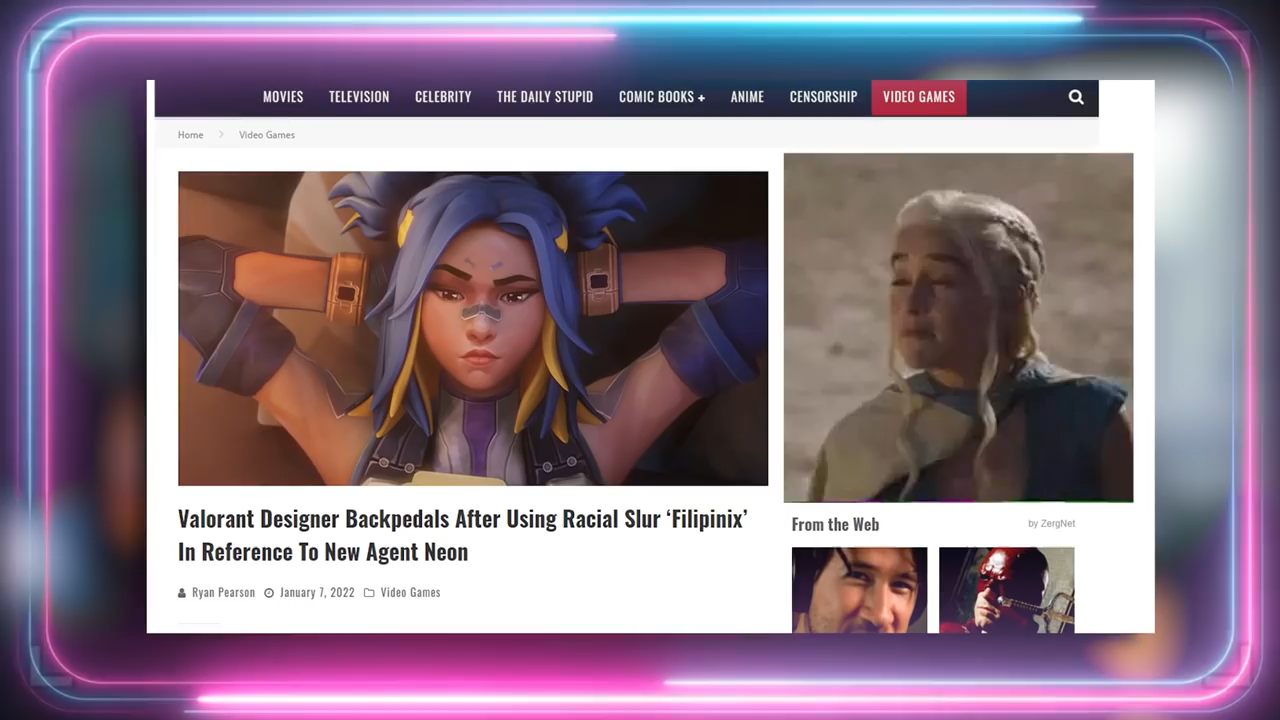 MOVIES TELEVISION CELEBRITY THE DAILY STUPID COMIC BOOKS + ANIME CENSORSHIP VIDEO GAMES
Home > Video Games
Valorant Designer Backpedals After Using Racial Slur ‘Filipinix’
In Reference To New Agent Neon
Ryan Pearson January 7, 2022 Video Games
From the Web
by ZergNet